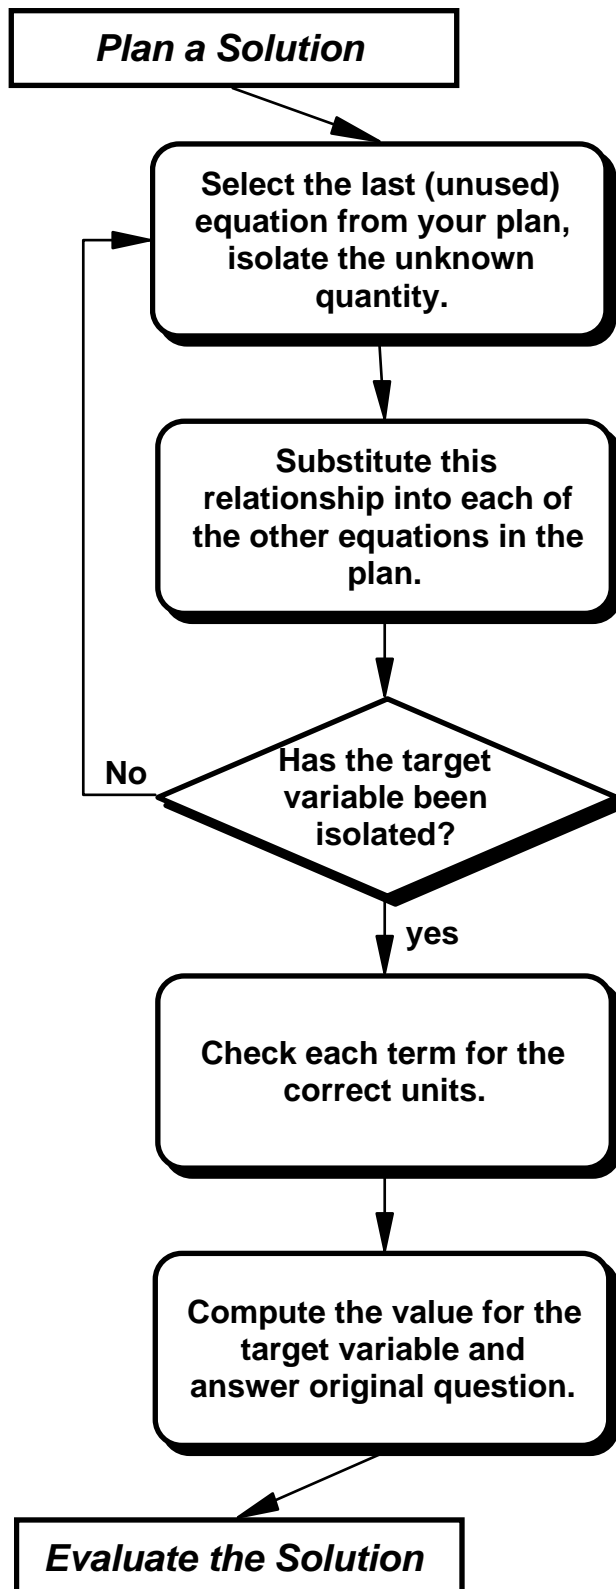 Plan a Solution
Select the last (unused)
equation from your plan,
isolate the unknown
quantity.
Substitute this
relationship into each of
the other equations in the
plan.
Has the target
variable been
isolated?
No
yes
Check each term for the
correct units.
Compute the value for the
target variable and
answer original question.
Evaluate the Solution